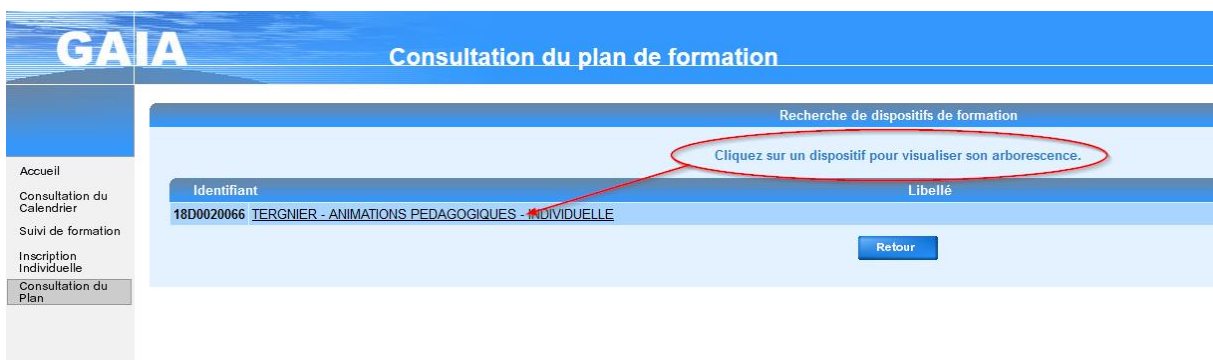 GAIA
Consultation du plan de formation
Recherche de dispositifs de formation
Cliquez sur un dispositif pour visualiser son arborescence.
Accueil
Consultation du
Calendrier
Suivi de formation
Inscription
Individuelle
Consultation du
Plan
Identifiant Libellé
18D0020066 TERGNIER - ANIMATIONS PEDAGOGIQUES - INDIVIDUELLE
Retour